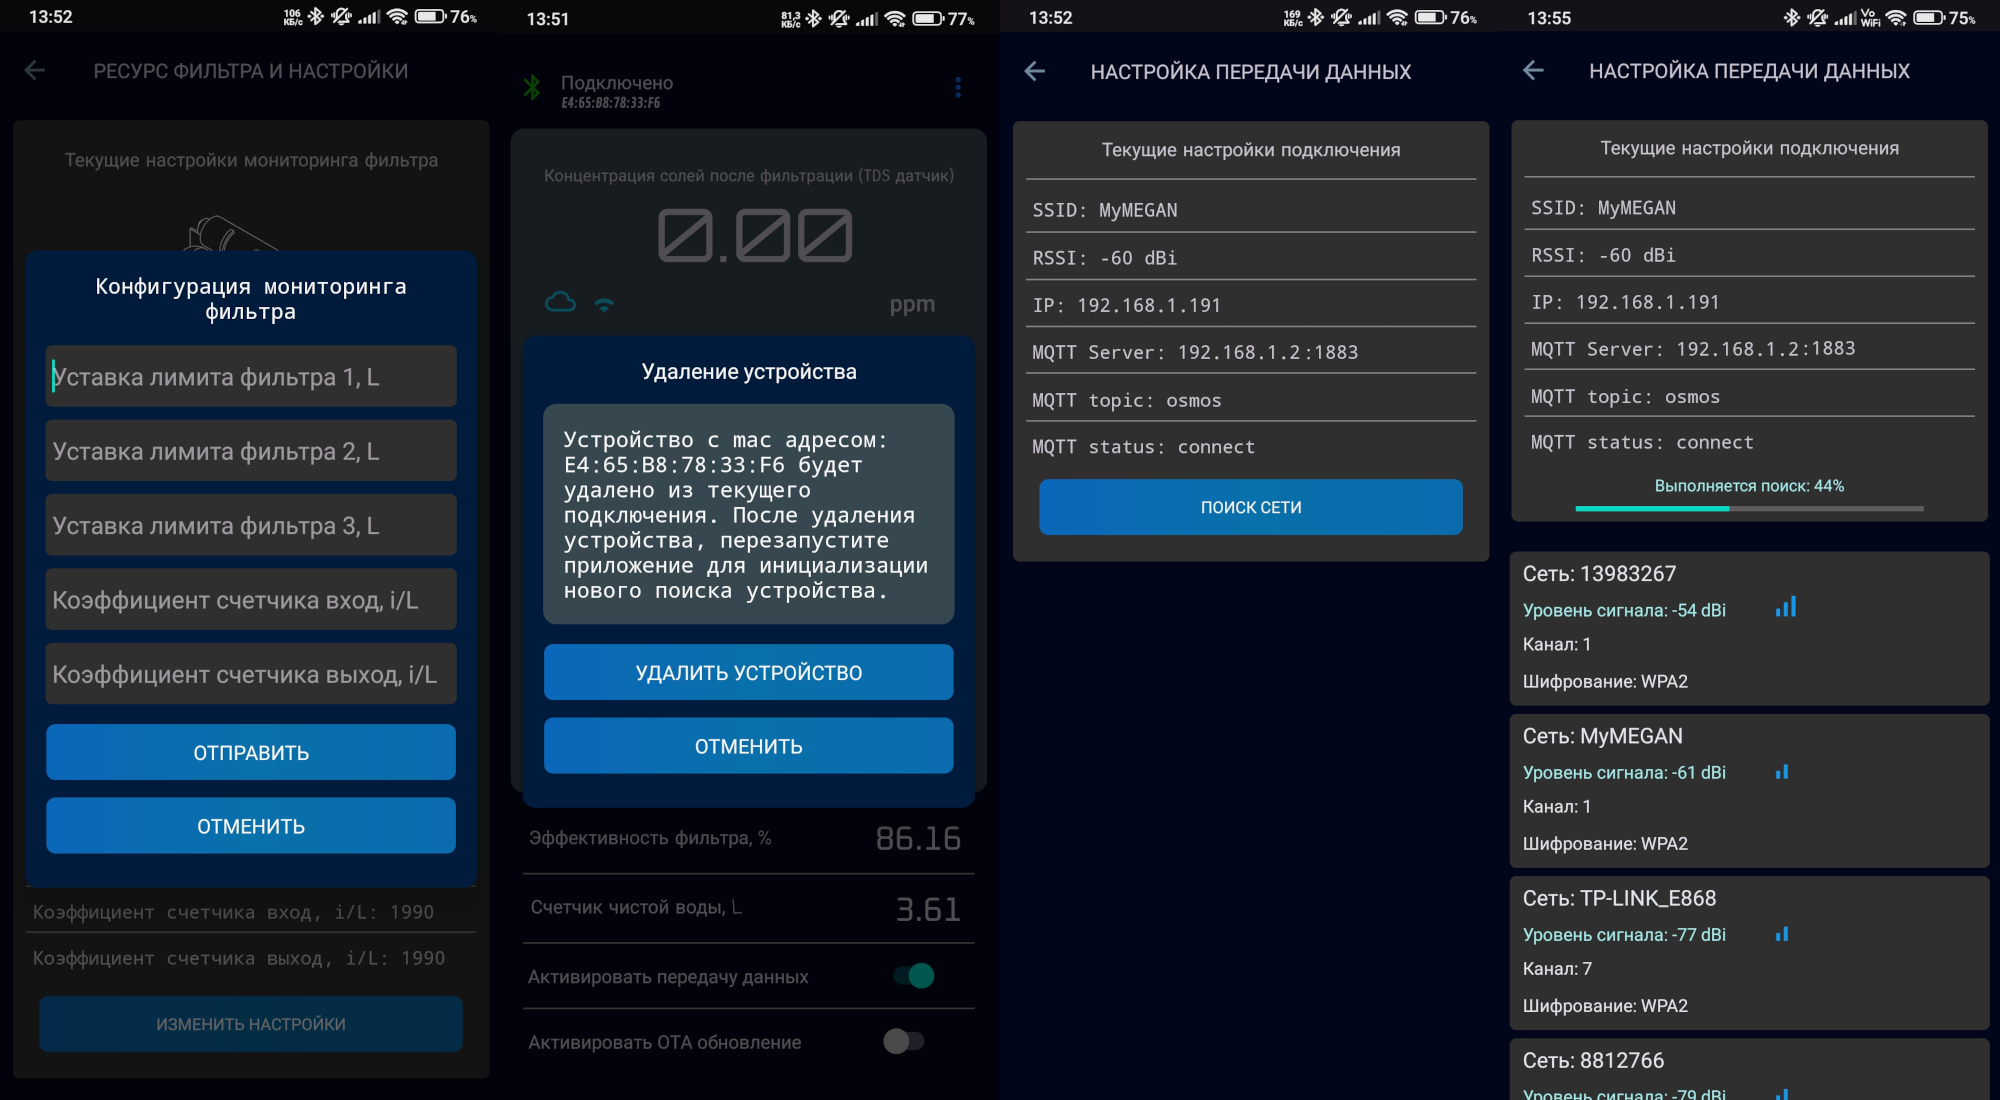 13:52
106 КБ/с
76%
РЕСУРС ФИЛЬТРА И НАСТРОЙКИ
Текущие настройки мониторинга фильтра
Конфигурация мониторинга
фильтра
Уставка лимита фильтра 1, L
Уставка лимита фильтра 2, L
Уставка лимита фильтра 3, L
Коэффициент счетчика вход, i/L
Коэффициент счетчика выход, i/L
ОТПРАВИТЬ
ОТМЕНИТЬ
Коэффициент счетчика вход, i/L: 1990
Коэффициент счетчика выход, i/L: 1990
ИЗМЕНИТЬ НАСТРОЙКИ
13:51
81,3 КБ/с
77%
Подключено
E4:65:B8:78:33:F6
Концентрация солей после фильтрации (TDS датчик)
0.00
ppm
Удаление устройства
Устройство с mac адресом:
E4:65:B8:78:33:F6 будет
удалено из текущего
подключения. После удаления
устройства, перезапустите
приложение для инициализации
нового поиска устройства.
УДАЛИТЬ УСТРОЙСТВО
ОТМЕНИТЬ
Эффективность фильтра, %
86.16
Счетчик чистой воды, L
3.61
Активировать передачу данных
Активировать OTA обновление
13:52
169 КБ/с
76%
НАСТРОЙКА ПЕРЕДАЧИ ДАННЫХ
Текущие настройки подключения
SSID: MyMEGAN
RSSI: -60 dBi
IP: 192.168.1.191
MQTT Server: 192.168.1.2:1883
MQTT topic: osmos
MQTT status: connect
ПОИСК СЕТИ
13:55
Vo WiFi
75%
НАСТРОЙКА ПЕРЕДАЧИ ДАННЫХ
Текущие настройки подключения
SSID: MyMEGAN
RSSI: -60 dBi
IP: 192.168.1.191
MQTT Server: 192.168.1.2:1883
MQTT topic: osmos
MQTT status: connect
Выполняется поиск: 44%
Сеть: 13983267
Уровень сигнала: -54 dBi
Канал: 1
Шифрование: WPA2
Сеть: MyMEGAN
Уровень сигнала: -61 dBi
Канал: 1
Шифрование: WPA2
Сеть: TP-LINK_E868
Уровень сигнала: -77 dBi
Канал: 7
Шифрование: WPA2
Сеть: 8812766
Уровень сигнала: -79 dBi